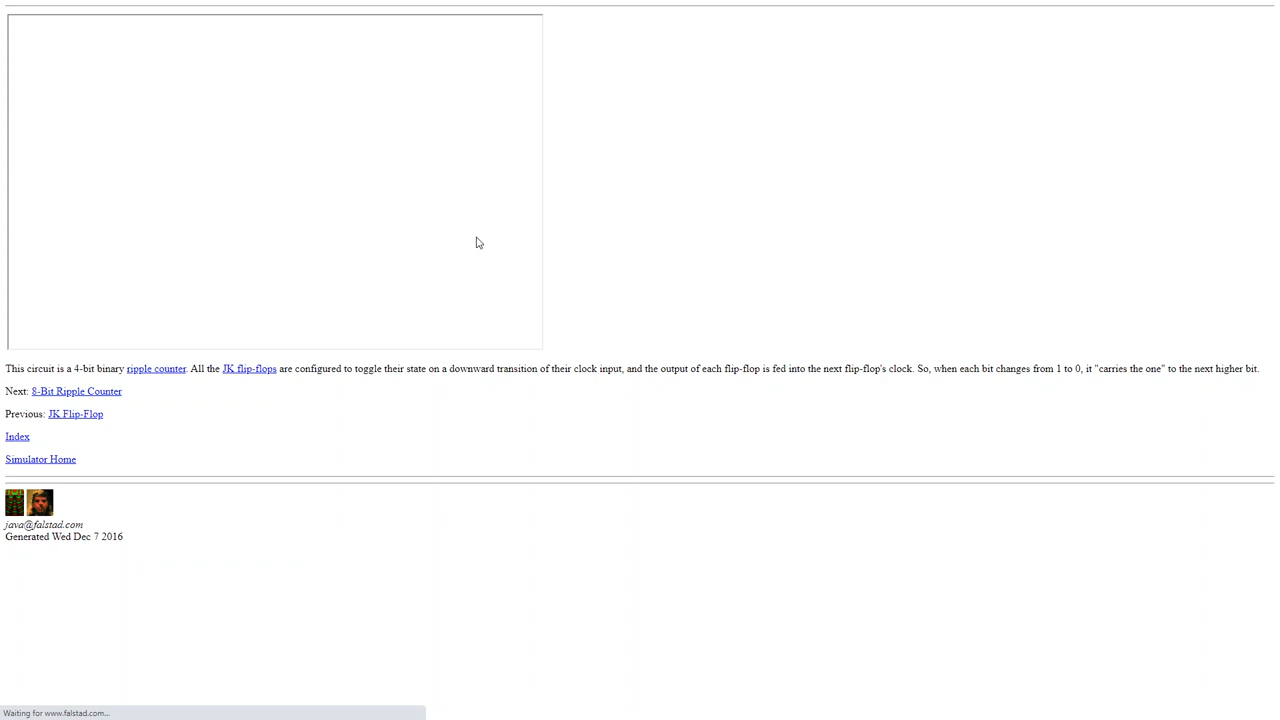 This circuit is a 4-bit binary ripple counter. All the JK flip-flops are configured to toggle their state on a downward transition of their clock input, and the output of each flip-flop is fed into the next flip-flop's clock. So, when each bit changes from 1 to 0, it "carries the one" to the next higher bit.
Next: 8-Bit Ripple Counter
Previous: JK Flip-Flop
Index
Simulator Home
java@falstad.com
Generated Wed Dec 7 2016
Waiting for www.falstad.com...